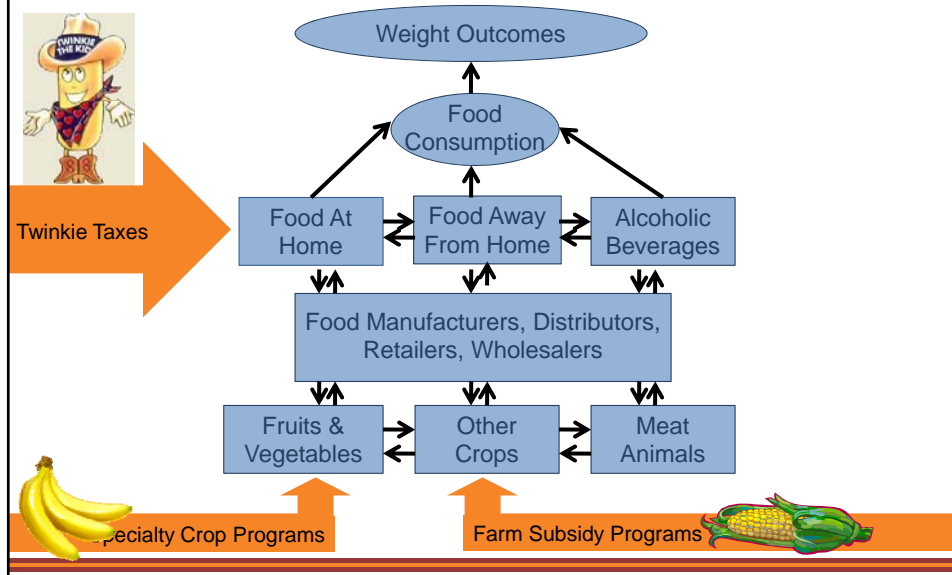 TWINKIE
THE KID
Weight Outcomes
Food
Consumption
Twinkie Taxes
Food At
Home
Food Away
From Home
Alcoholic
Beverages
Food Manufacturers, Distributors,
Retailers, Wholesalers
Fruits &
Vegetables
Other
Crops
Meat
Animals
pecialty Crop Programs
Farm Subsidy Programs